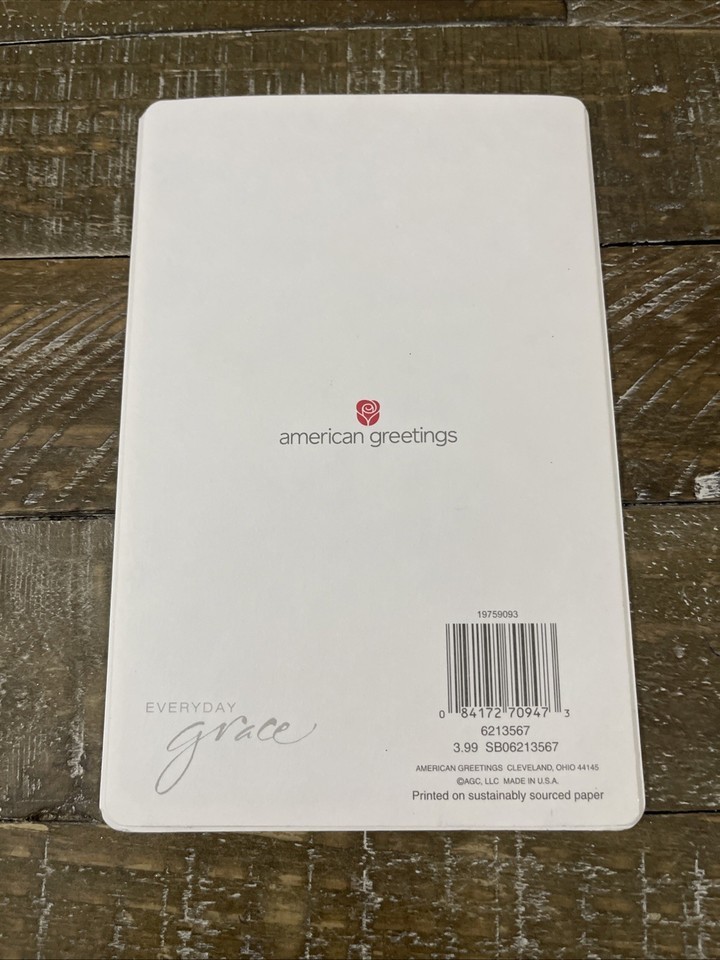 american greetings
19759093
0 84172 70947 3
6213567
3.99 SB06213567
EVERYDAY
grace
AMERICAN GREETINGS CLEVELAND, OHIO 44145
©AGC, LLC MADE IN U.S.A.
Printed on sustainably sourced paper